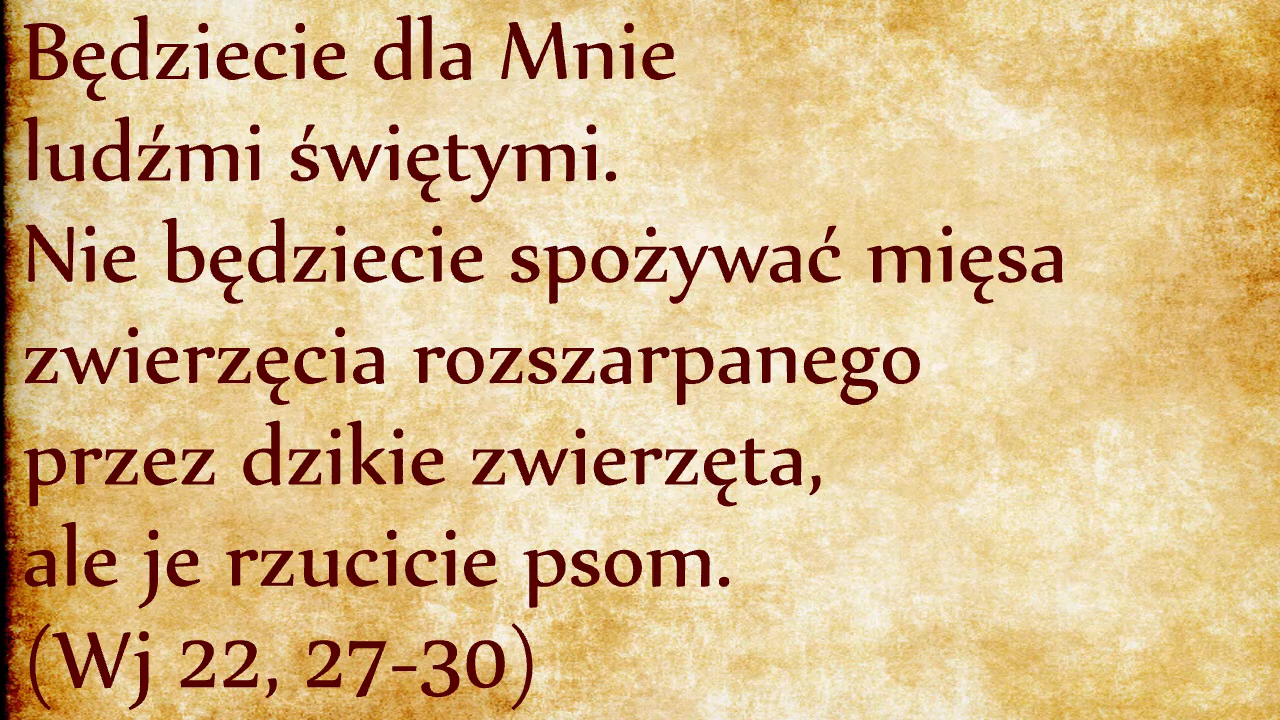 Będziecie dla Mnie
ludźmi świętymi.
Nie będziecie spożywać mięsa
zwierzęcia rozszarpanego
przez dzikie zwierzęta,
ale je rzucicie psom.
(Wj 22, 27-30)